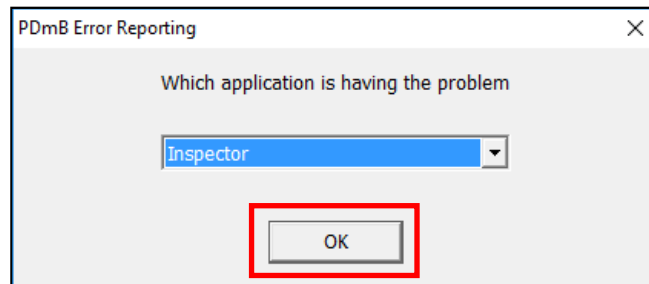 PDmB Error Reporting
Which application is having the problem
Inspector
OK